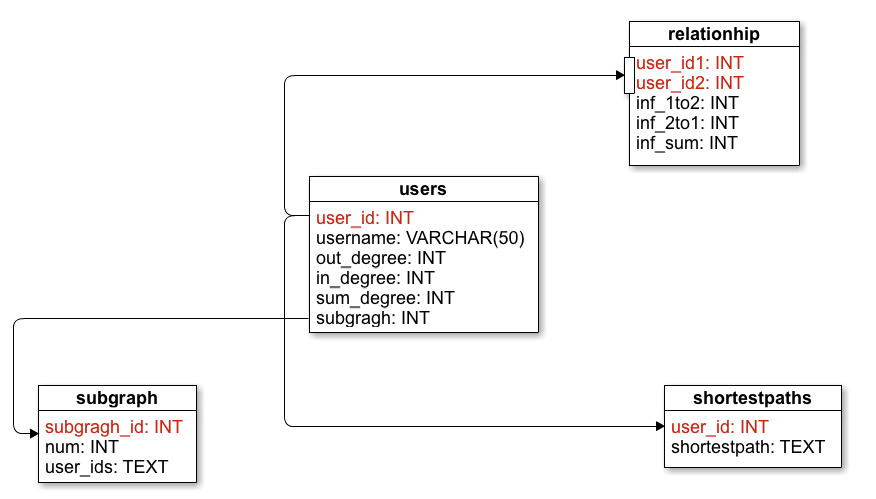 relationhip
user_id1: INT
user_id2: INT
inf_1to2: INT
inf_2to1: INT
inf_sum: INT
users
user_id: INT
username: VARCHAR(50)
out_degree: INT
in_degree: INT
sum_degree: INT
subgragh: INT
subgraph
subgragh_id: INT
num: INT
user_ids: TEXT
shortestpaths
user_id: INT
shortestpath: TEXT